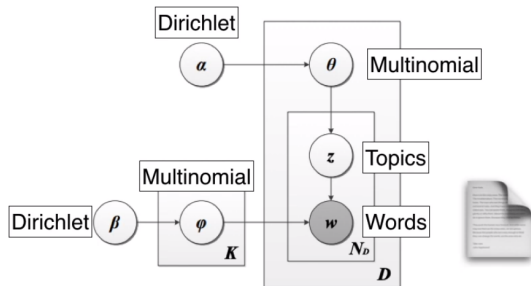 Dirichlet
α
θ
Multinomial
z
Topics
Multinomial
Dirichlet
β
φ
w
Words
K
N_D
D